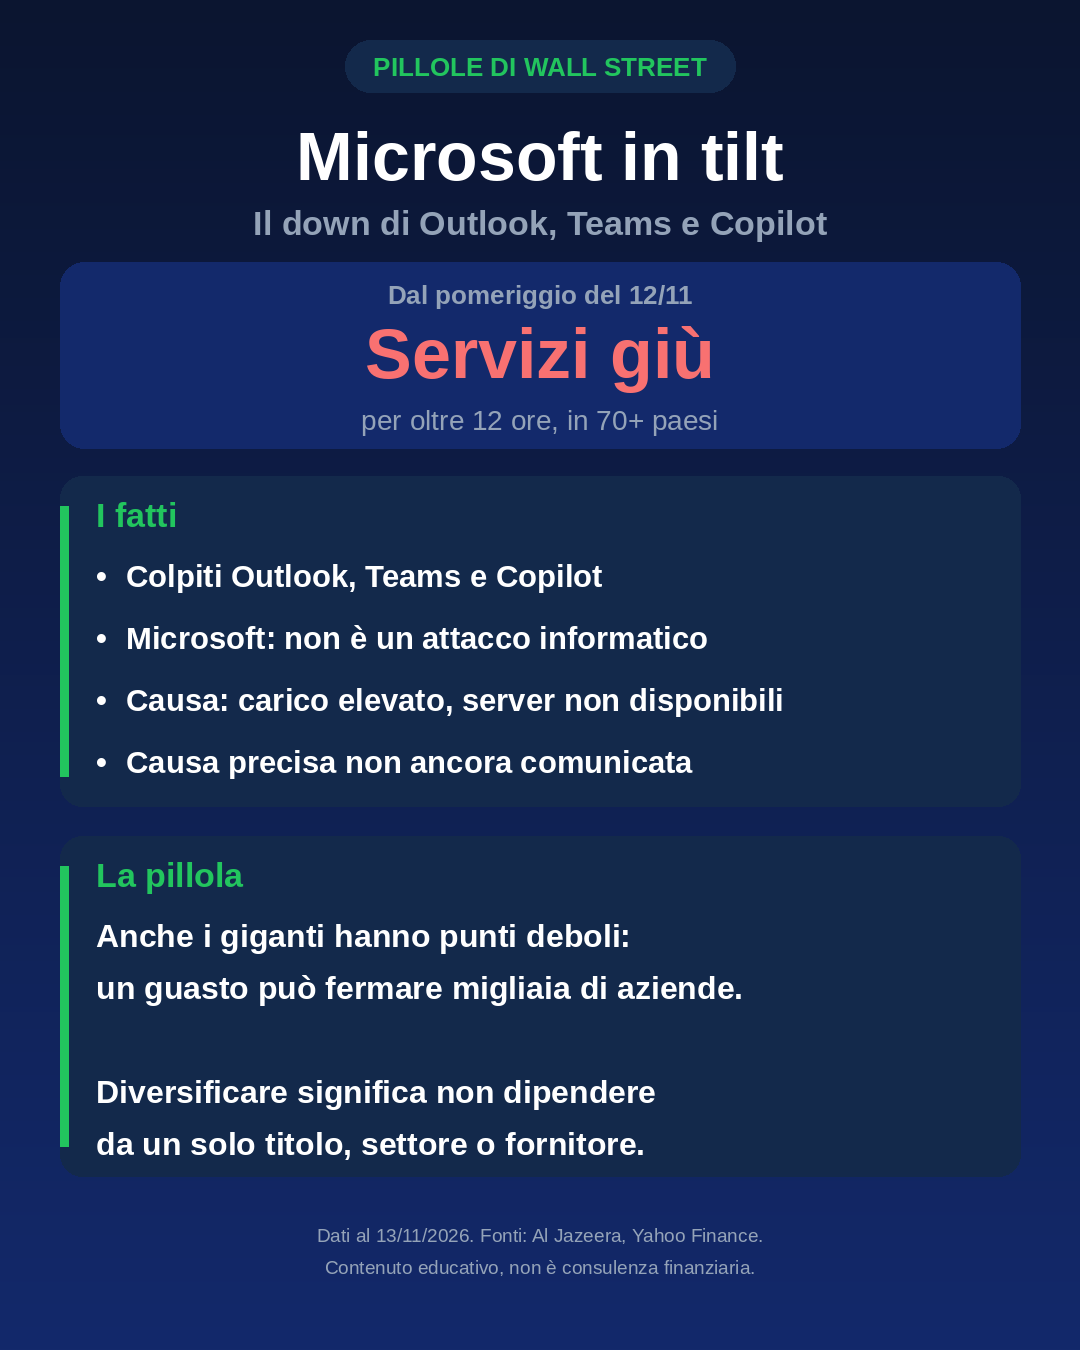 PILLOLE DI WALL STREET
Microsoft in tilt
Il down di Outlook, Teams e Copilot
Dal pomeriggio del 12/11
Servizi giù
per oltre 12 ore, in 70+ paesi
I fatti
• Colpiti Outlook, Teams e Copilot
• Microsoft: non è un attacco informatico
• Causa: carico elevato, server non disponibili
• Causa precisa non ancora comunicata
La pillola
Anche i giganti hanno punti deboli:
un guasto può fermare migliaia di aziende.
Diversificare significa non dipendere
da un solo titolo, settore o fornitore.
Dati al 13/11/2026. Fonti: Al Jazeera, Yahoo Finance.
Contenuto educativo, non è consulenza finanziaria.